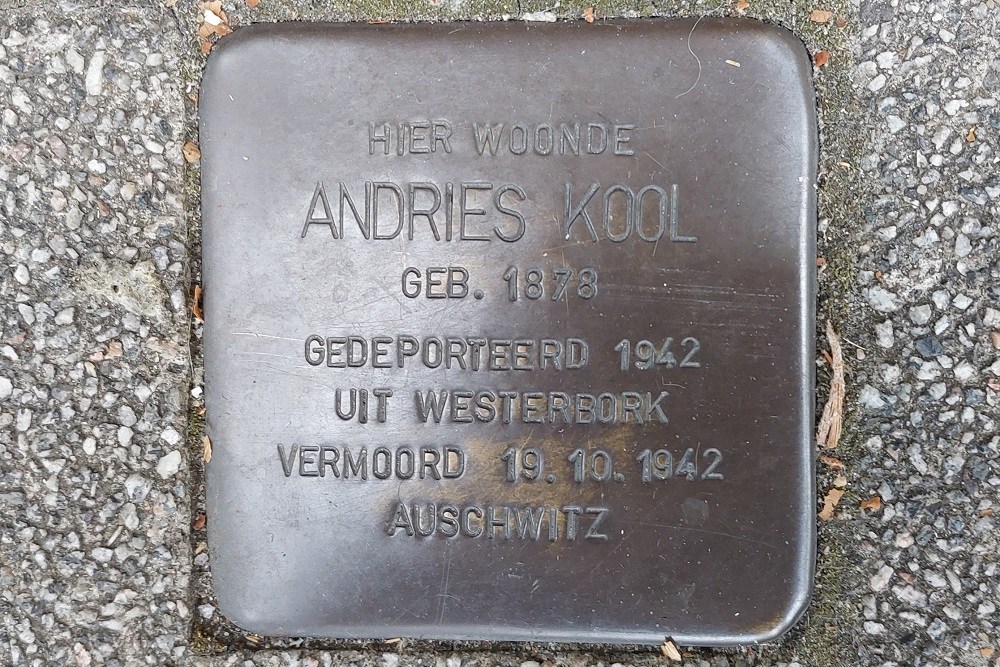 HIER WOONDE
ANDRIES KOOL
GEB. 1878
GEDEPORTEERD 1942
UIT WESTERBORK
VERMOORD 19.10.1942
AUSCHWITZ